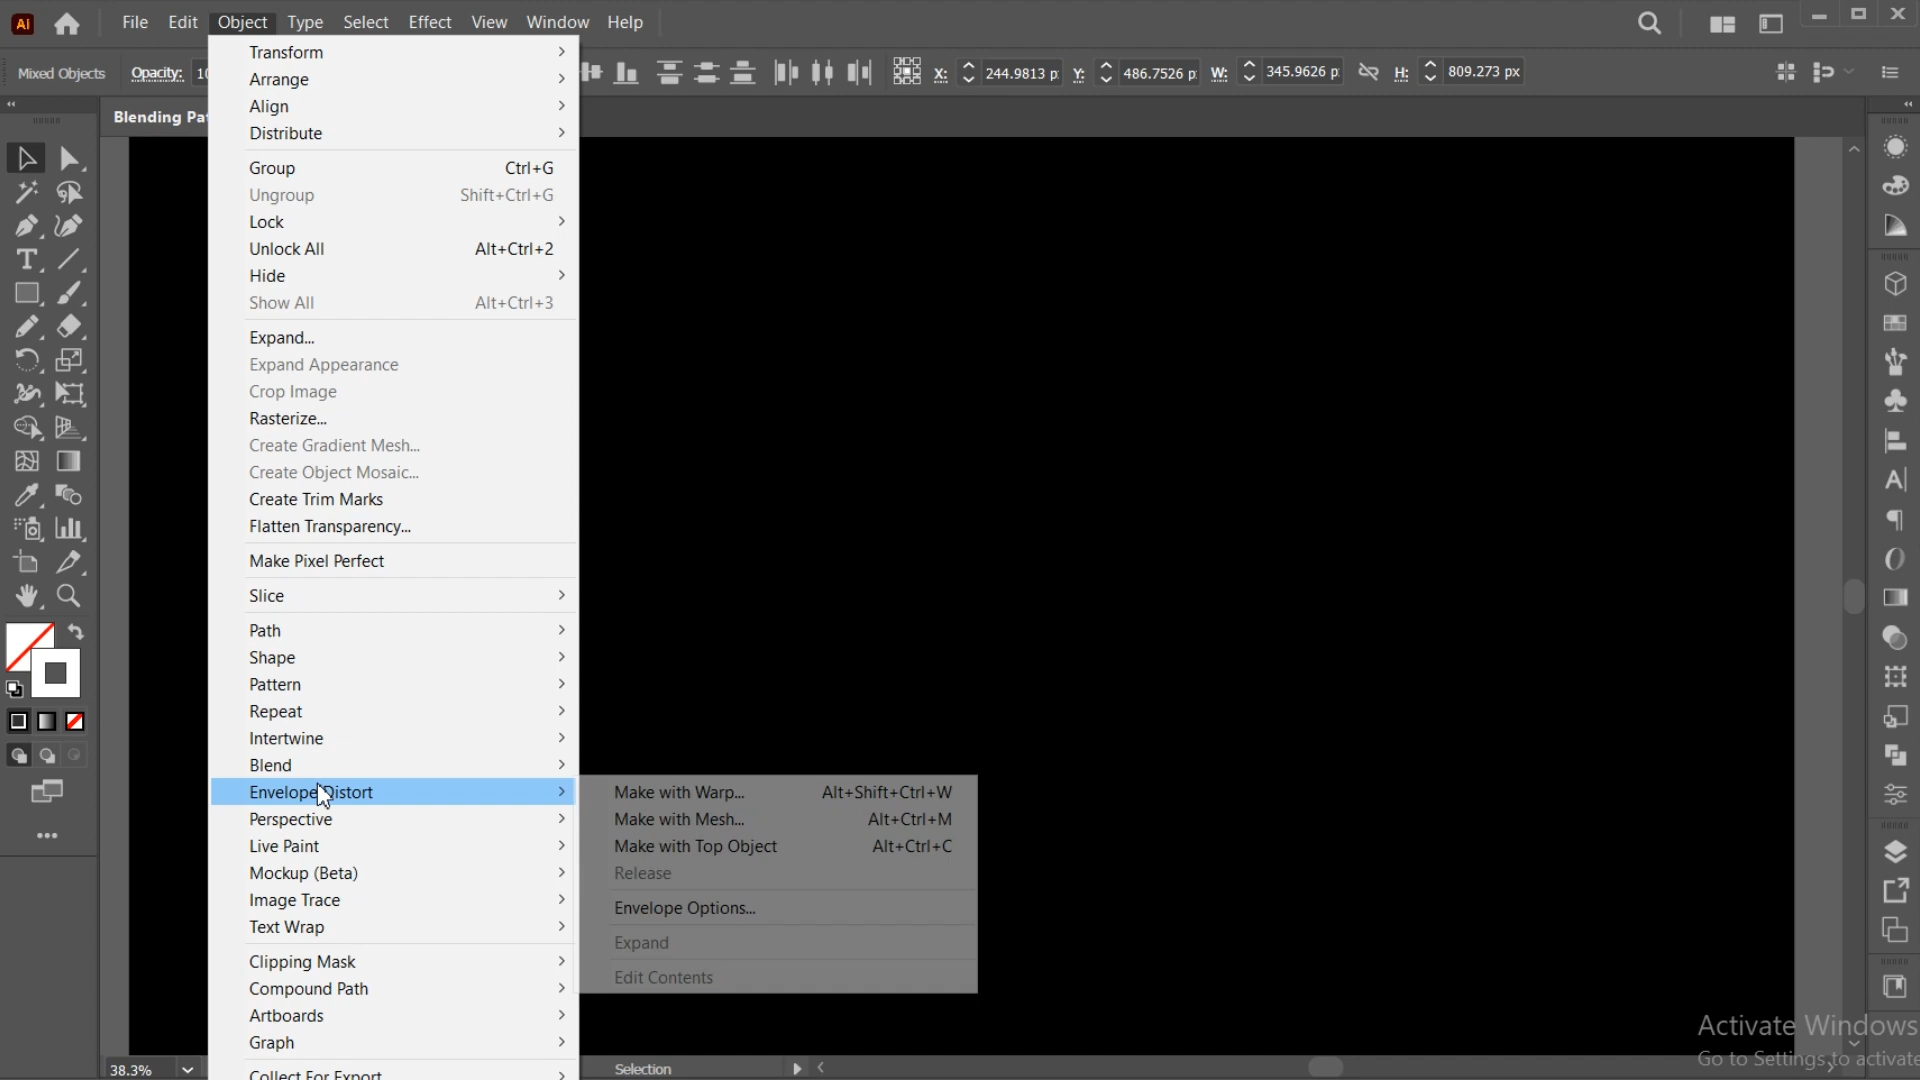 Ai File Edit Object Type Select Effect View Window Help
Mixed Objects Opacity: 10 X: 244.9813 p Y: 486.7526 p W: 345.9626 p H: 809.273 px
Blending Pa
Transform
Arrange
Align
Distribute
Group Ctrl+G
Ungroup Shift+Ctrl+G
Lock
Unlock All Alt+Ctrl+2
Hide
Show All Alt+Ctrl+3
Expand...
Expand Appearance
Crop Image
Rasterize...
Create Gradient Mesh...
Create Object Mosaic...
Create Trim Marks
Flatten Transparency...
Make Pixel Perfect
Slice
Path
Shape
Pattern
Repeat
Intertwine
Blend
Envelope Distort
Perspective
Live Paint
Mockup (Beta)
Image Trace
Text Wrap
Clipping Mask
Compound Path
Artboards
Graph
Collect For Export
Make with Warp... Alt+Shift+Ctrl+W
Make with Mesh... Alt+Ctrl+M
Make with Top Object Alt+Ctrl+C
Release
Envelope Options...
Expand
Edit Contents
38.3% Selection
Activate Windows
Go to Settings to activate